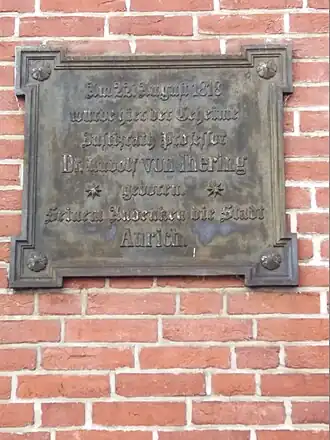 Am 22. August 1818
wurde hier der Geheime
Justizrath Professor
Dr. Rudolf von Ihering
geboren.
Seinem Andenken die Stadt
Aurich.